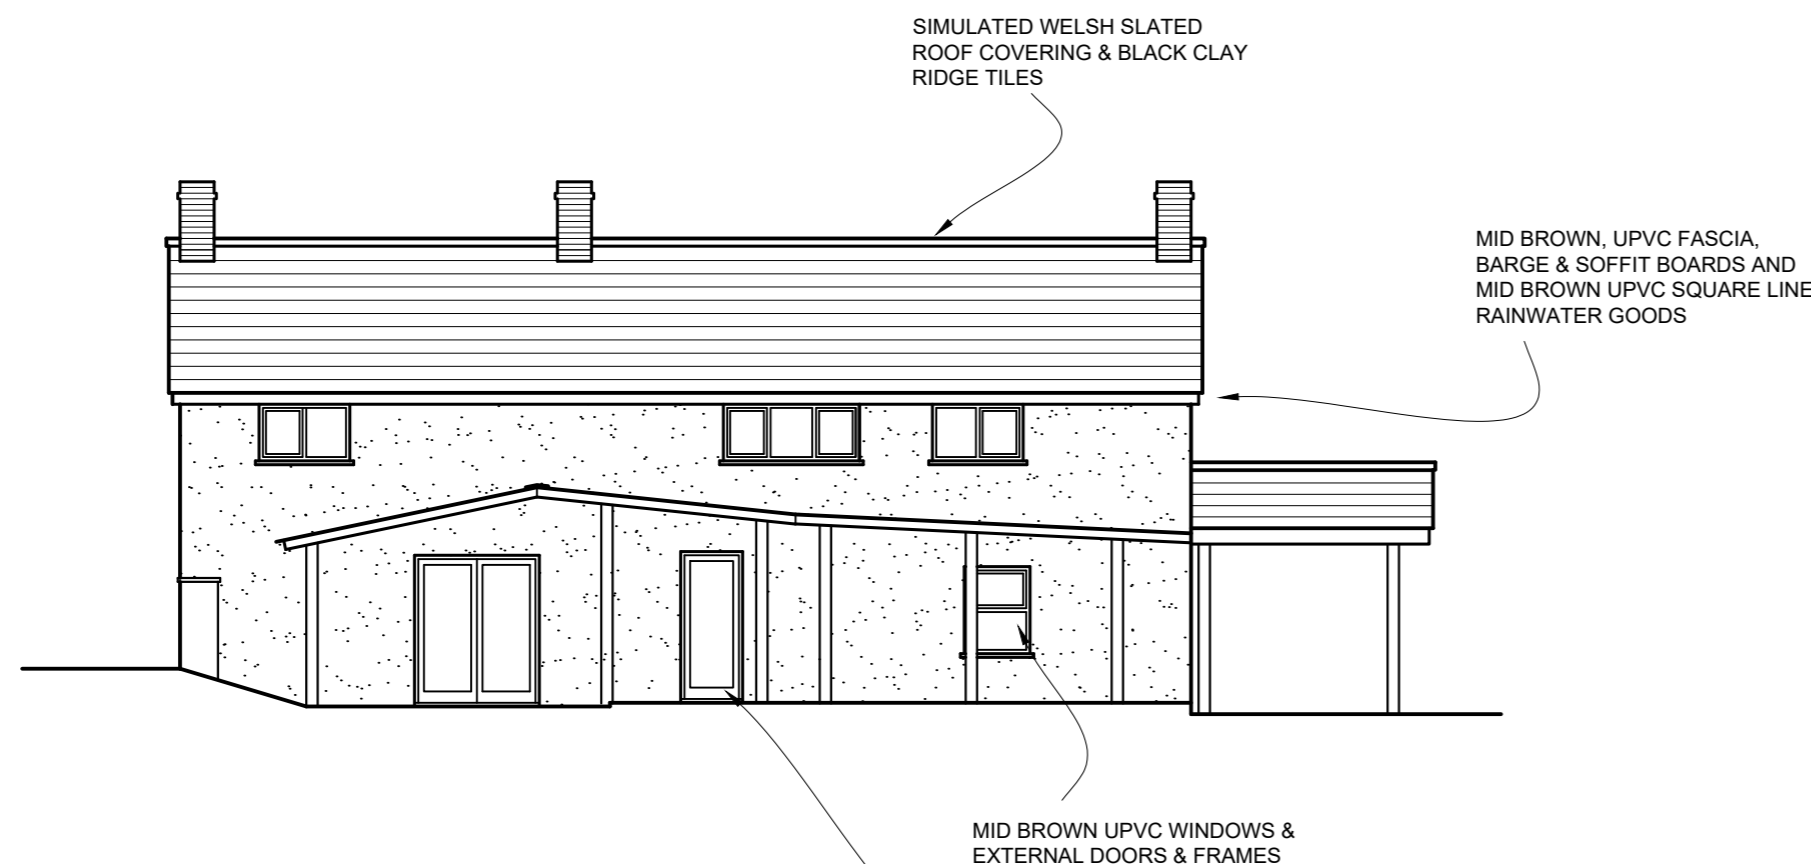 SIMULATED WELSH SLATED
ROOF COVERING & BLACK CLAY
RIDGE TILES
MID BROWN, UPVC FASCIA,
BARGE & SOFFIT BOARDS AND
MID BROWN UPVC SQUARE LINE
RAINWATER GOODS
MID BROWN UPVC WINDOWS &
EXTERNAL DOORS & FRAMES